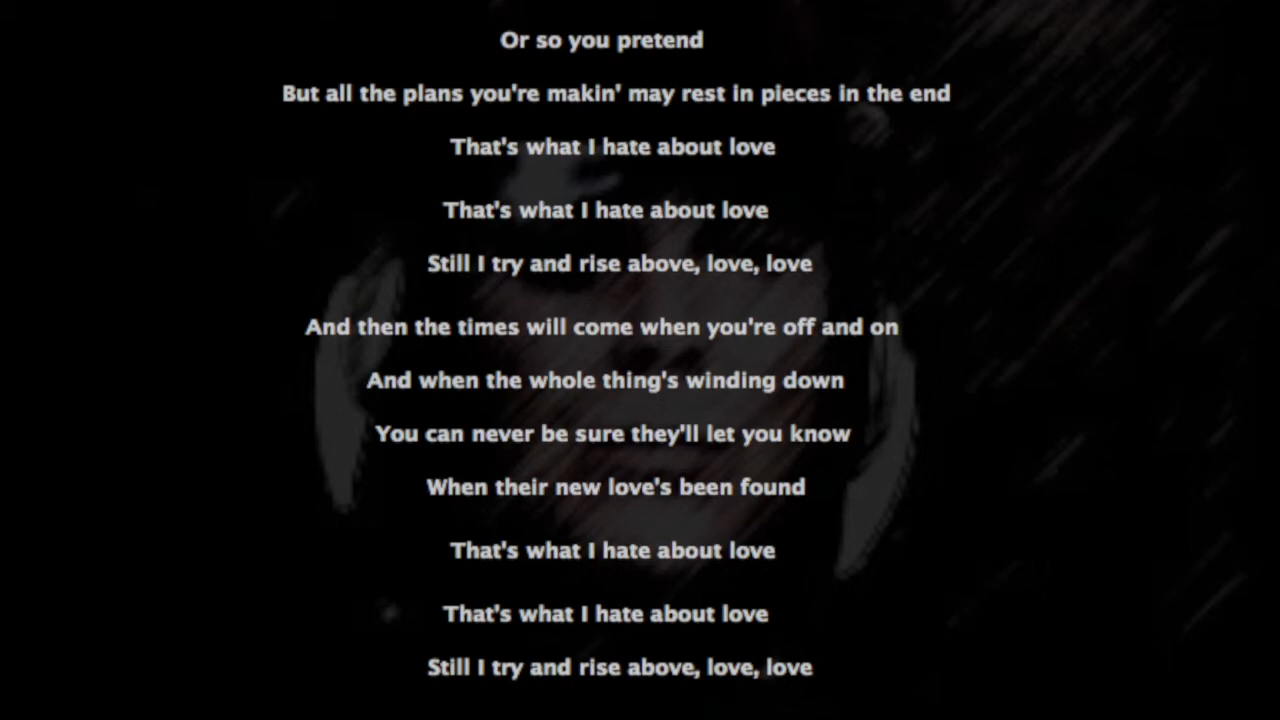 Or so you pretend
But all the plans you're makin' may rest in pieces in the end
That's what I hate about love
That's what I hate about love
Still I try and rise above, love, love
And then the times will come when you're off and on
And when the whole thing's winding down
You can never be sure they'll let you know
When their new love's been found
That's what I hate about love
That's what I hate about love
Still I try and rise above, love, love